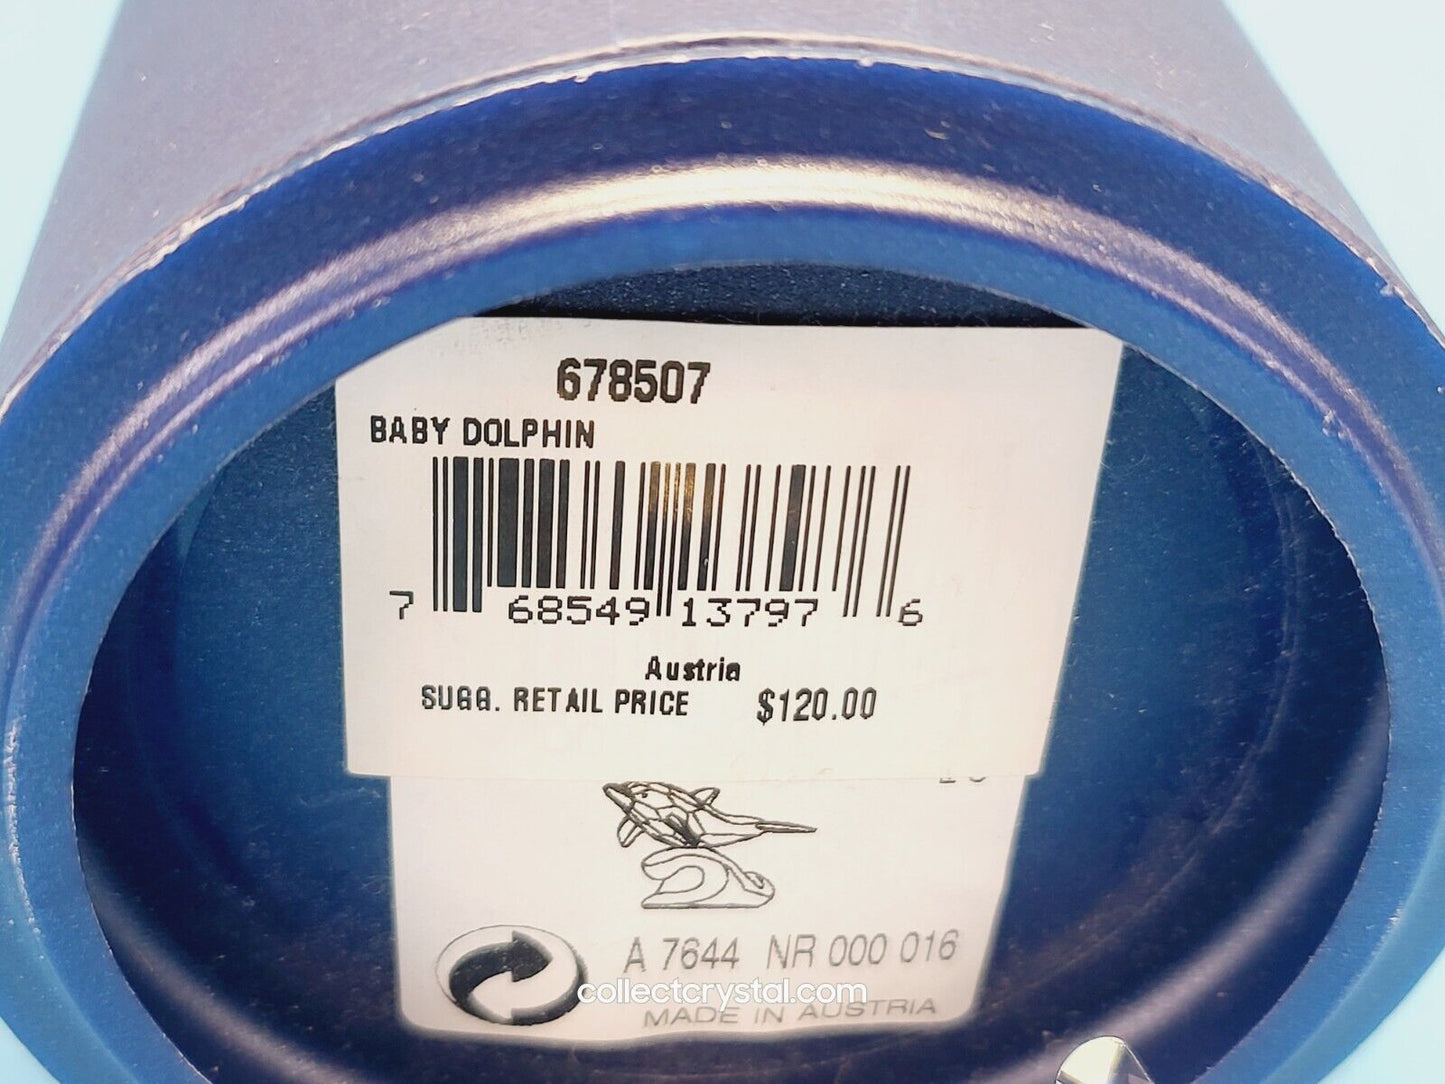 678507
BABY DOLPHIN
7 68549 13797 6
Austria
SUGG. RETAIL PRICE $120.00
A 7644 NR 000 016
collectcrystal.com
MADE IN AUSTRIA